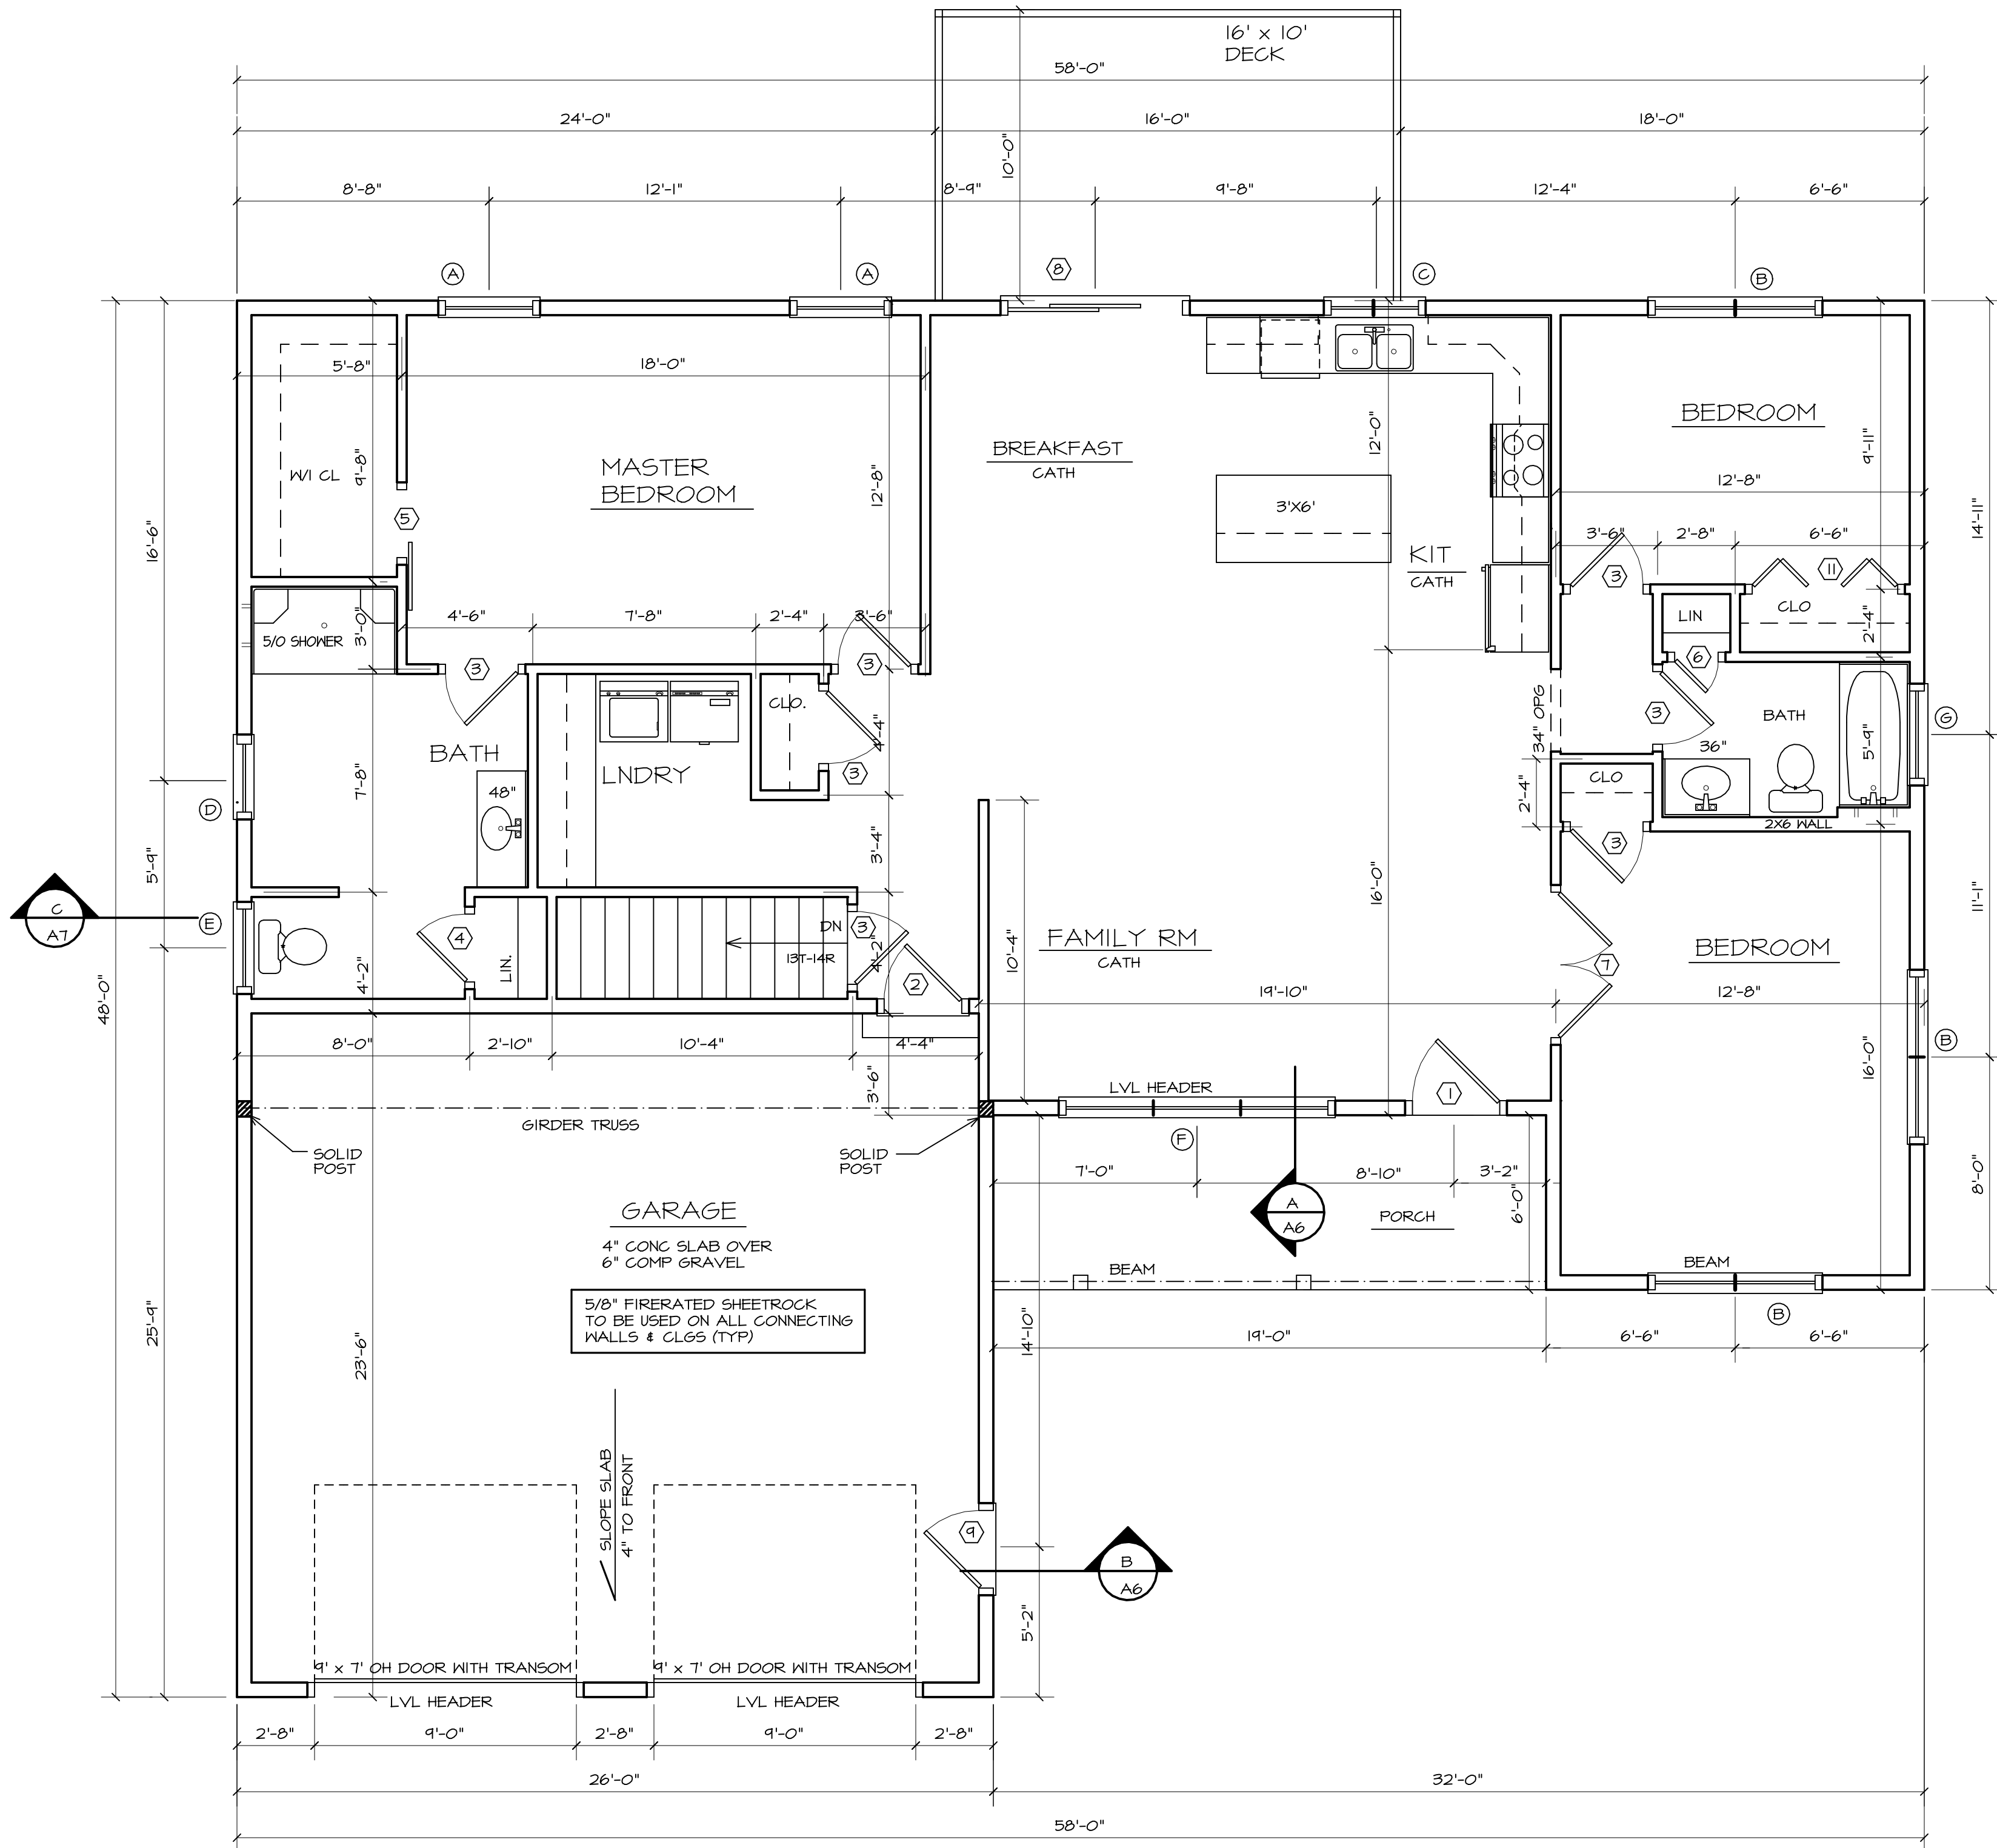 16' x 10'
DECK
58'-0"
24'-0"
16'-0"
18'-0"
10'-0"
8'-8"
12'-1"
8'-9"
9'-8"
12'-4"
6'-6"
A
A
8
C
B
5'-8"
18'-0"
W/I CL
9'-8"
MASTER
BEDROOM
12'-8"
BREAKFAST
CATH
12'-0"
3'X6'
KIT
CATH
BEDROOM
9'-11"
12'-8"
14'-11"
16'-6"
5
3'-6"
2'-8"
6'-6"
3
11
LIN
CLO
2'-4"
5/0 SHOWER
3'-0"
4'-6"
7'-8"
2'-4"
3'-6"
3
3
6
CLO.
4'-4"
3
BATH
7'-8"
48"
LNDRY
34" OPG
3
36"
BATH
5'-9"
G
2'-4"
CLO
2X6 WALL
3
D
5'-9"
3'-4"
16'-0"
11'-1"
C
A7
E
4
LIN.
4'-2"
DN
3
13T-14R
4'-2"
2
10'-4"
FAMILY RM
CATH
19'-10"
7
BEDROOM
12'-8"
48'-0"
8'-0"
2'-10"
10'-4"
4'-4"
3'-6"
16'-0"
B
LVL HEADER
1
GIRDER TRUSS
SOLID
POST
SOLID
POST
F
7'-0"
8'-10"
3'-2"
6'-0"
8'-0"
A
A6
PORCH
GARAGE
4" CONC SLAB OVER
6" COMP GRAVEL
BEAM
BEAM
5/8" FIRERATED SHEETROCK
TO BE USED ON ALL CONNECTING
WALLS & CLGS (TYP)
B
25'-9"
23'-6"
14'-10"
19'-0"
6'-6"
6'-6"
SLOPE SLAB
4" TO FRONT
9
B
A6
5'-2"
9' x 7' OH DOOR WITH TRANSOM
9' x 7' OH DOOR WITH TRANSOM
LVL HEADER
LVL HEADER
2'-8"
9'-0"
2'-8"
9'-0"
2'-8"
26'-0"
32'-0"
58'-0"